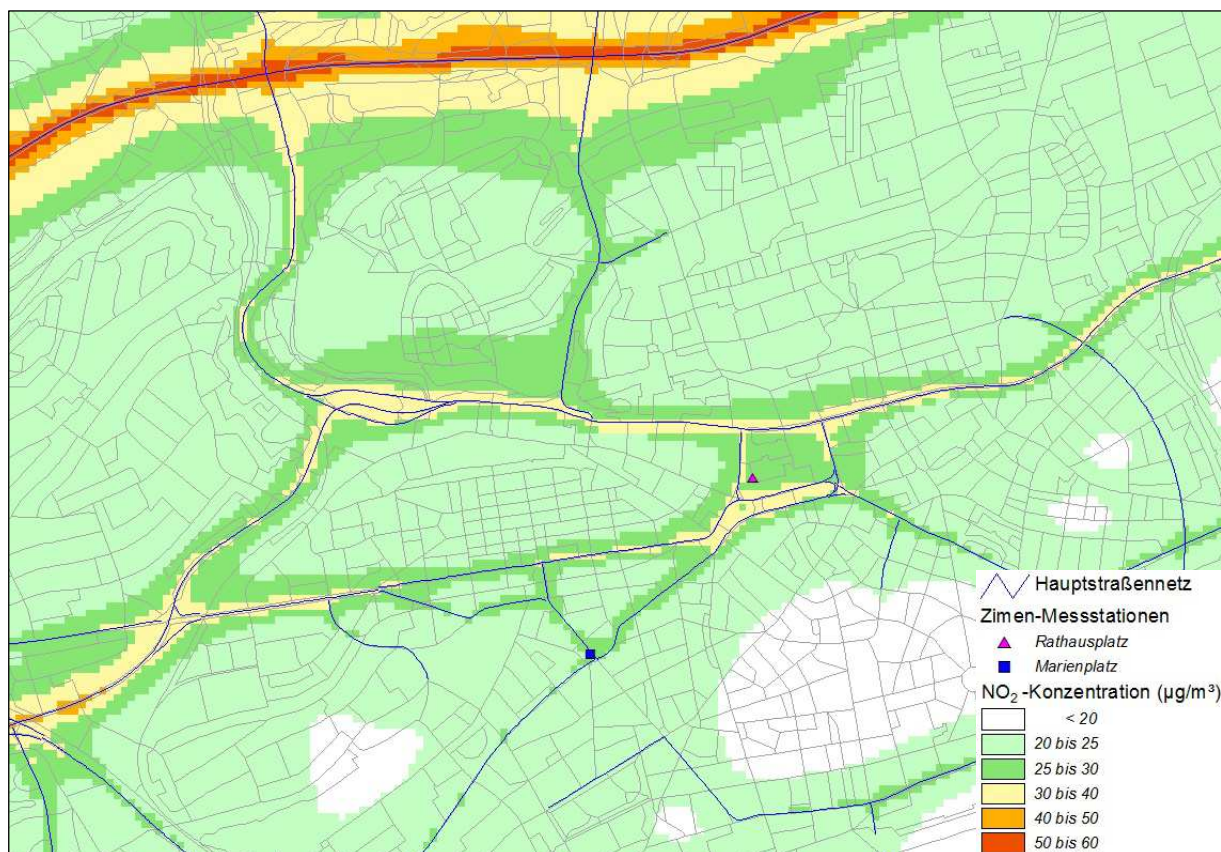 Hauptstraßennetz
Zimen-Messstationen
Rathausplatz
Marienplatz
NO₂-Konzentration (µg/m³)
< 20
20 bis 25
25 bis 30
30 bis 40
40 bis 50
50 bis 60